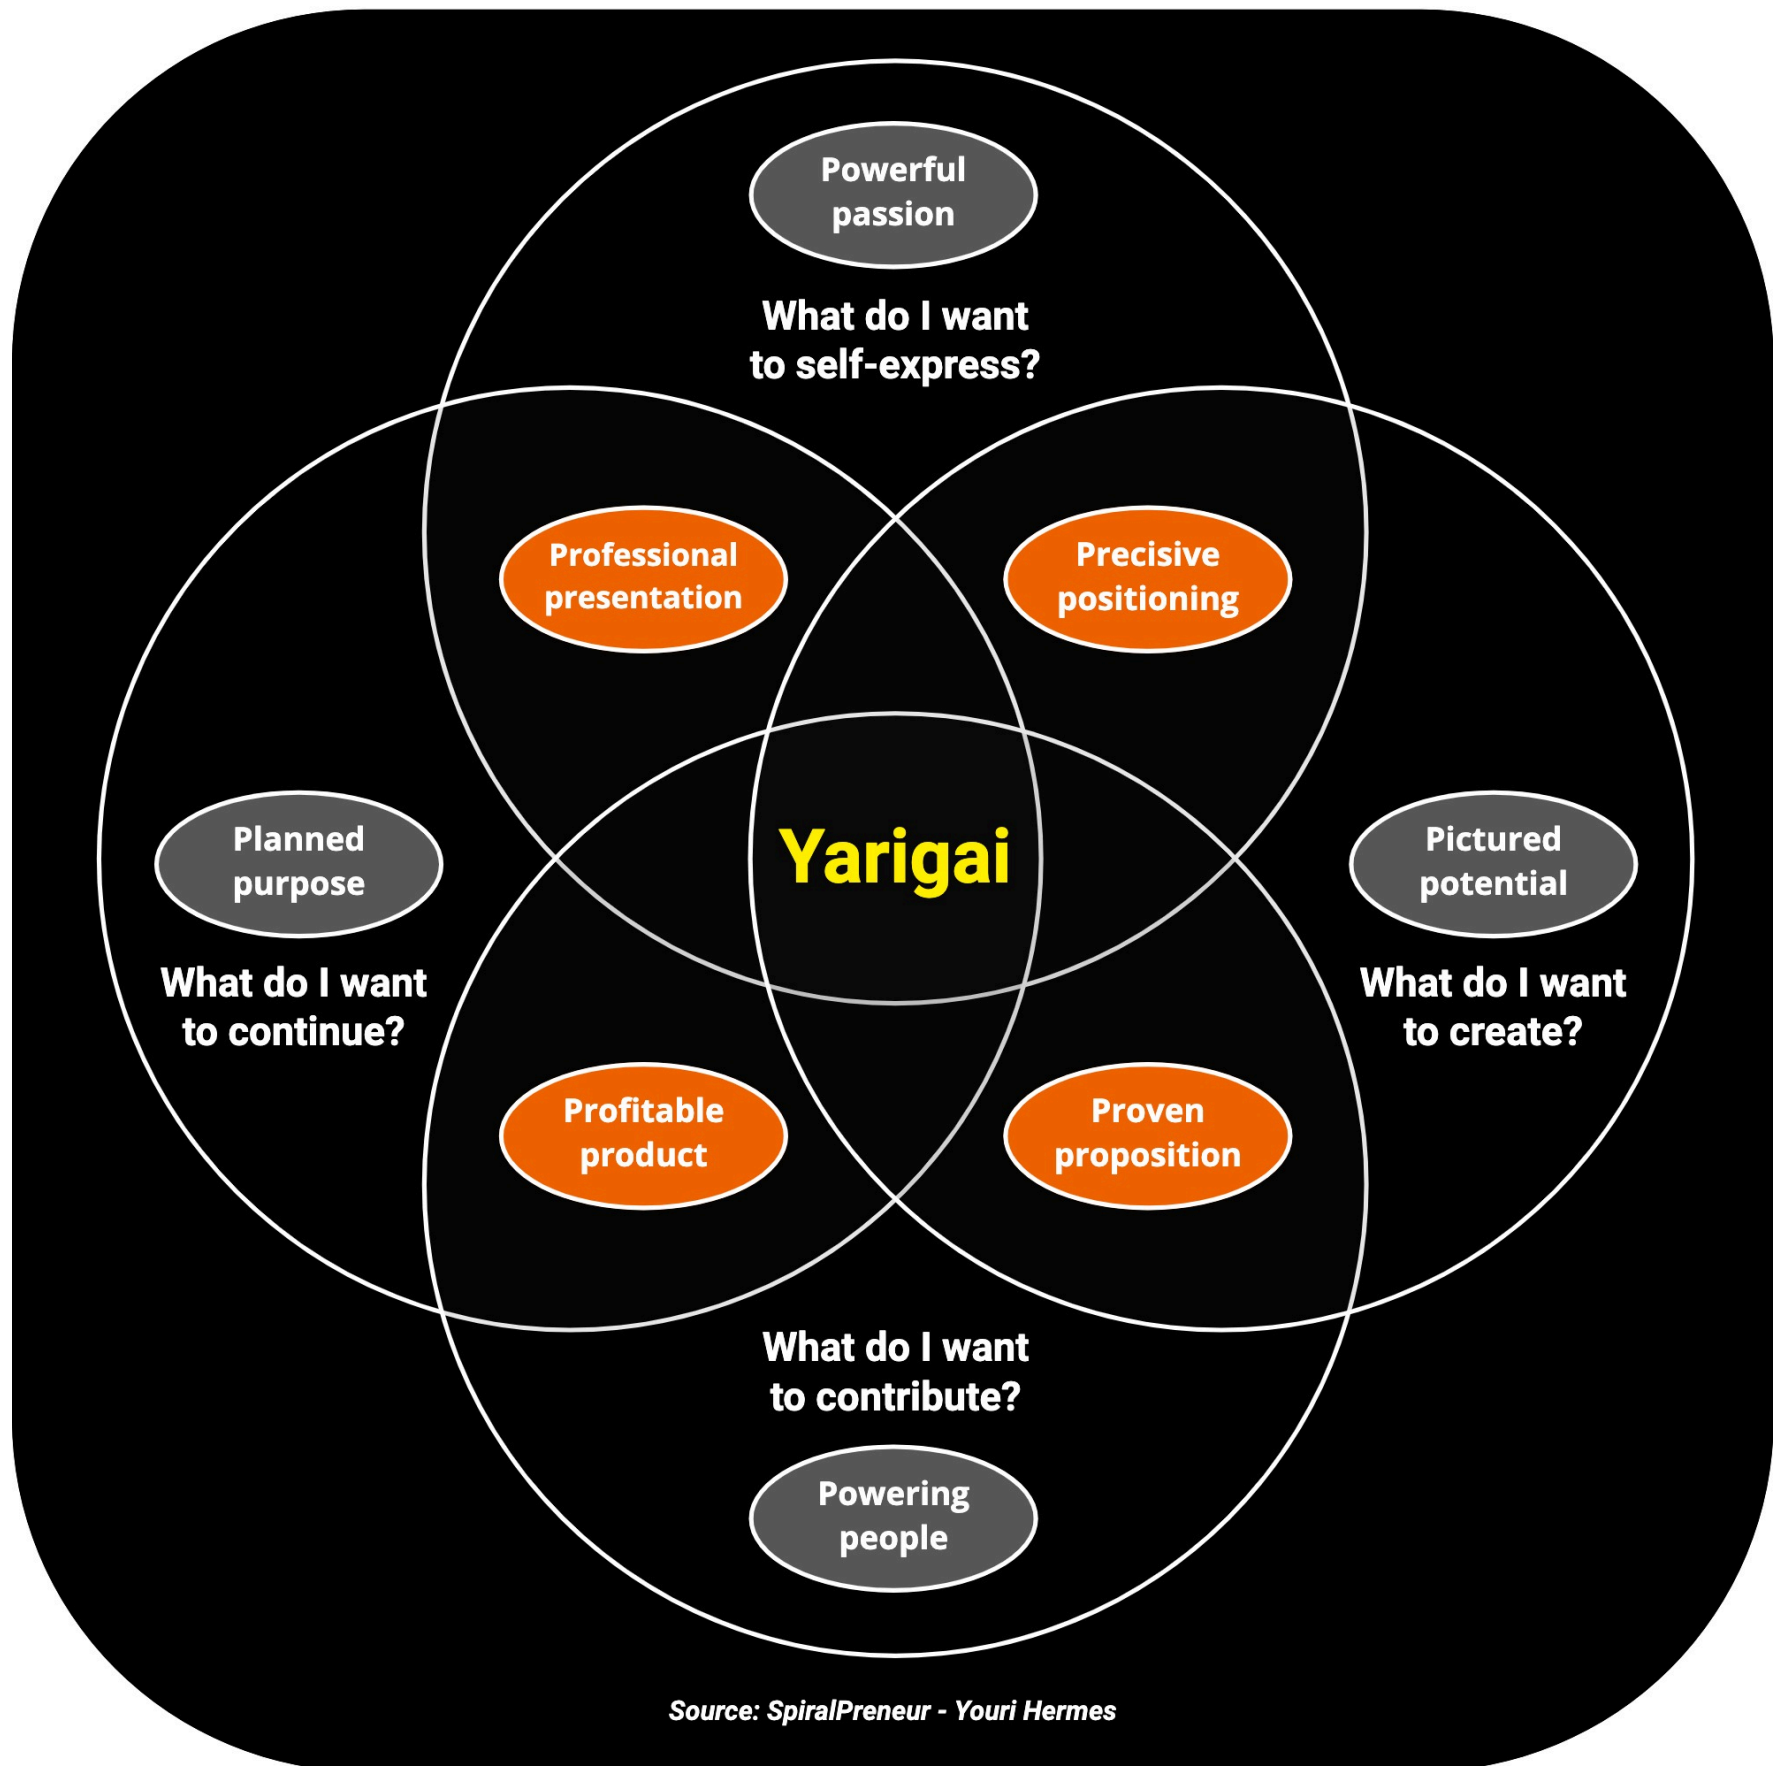 Powerful
passion
What do I want
to self-express?
Professional
presentation
Precisive
positioning
Yarigai
Planned
purpose
What do I want
to continue?
Pictured
potential
What do I want
to create?
Profitable
product
Proven
proposition
What do I want
to contribute?
Powering
people
Source: SpiralPreneur - Youri Hermes